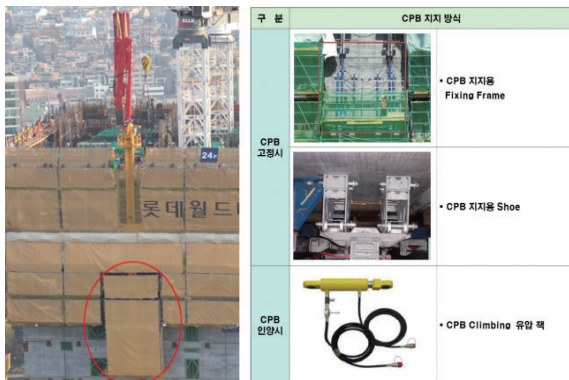 24F
롯데월드
구 분
CPB 지지 방식
CPB
고정시
• CPB 지지용
Fixing Frame
• CPB 지지용 Shoe
CPB
인양시
• CPB Climbing 유압 잭